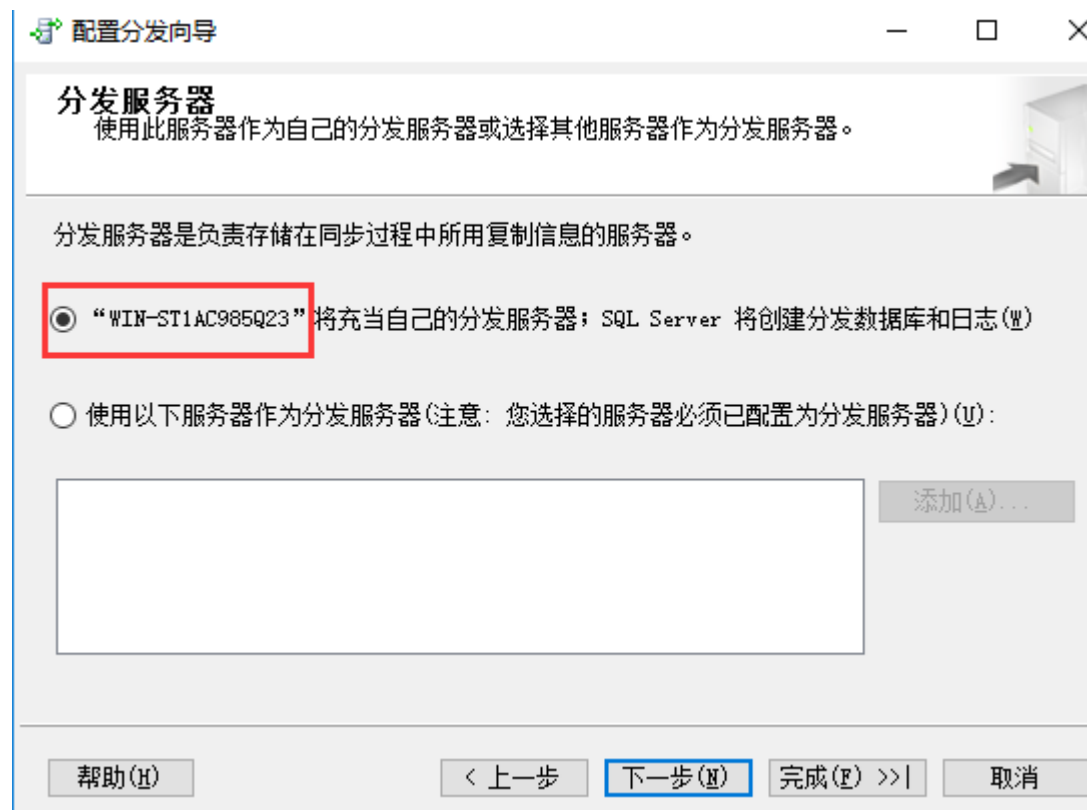 配置分发向导
分发服务器
使用此服务器作为自己的分发服务器或选择其他服务器作为分发服务器。
分发服务器是负责存储在同步过程中所用复制信息的服务器。
“WIN-ST1AC985Q23”将充当自己的分发服务器；SQL Server 将创建分发数据库和日志(W)
使用以下服务器作为分发服务器(注意: 您选择的服务器必须已配置为分发服务器)(U):
添加(A)...
帮助(H)
< 上一步
下一步(N)
完成(F) >>|
取消